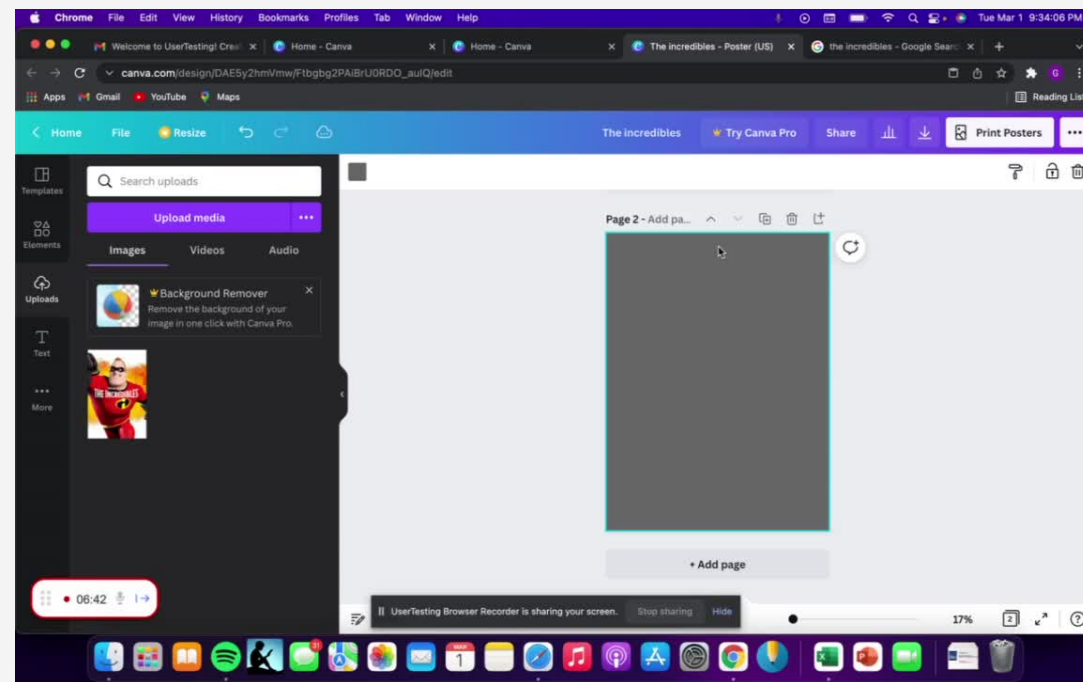 Chrome File Edit View History Bookmarks Profiles Tab Window Help
Tue Mar 1 9:34:06 PM
Welcome to UserTesting! Creat
Home - Canva
Home - Canva
The incredibles - Poster (US)
the incredibles - Google Searc
canva.com/design/DAE5y2hmVmw/Ftbgbg2PAiBrU0RDO_aulQ/edit
G
Apps Gmail YouTube Maps
Reading List
Home File Resize
The incredibles Try Canva Pro Share Print Posters
Templates
Search uploads
Upload media
Page 2 - Add pa...
Elements
Images Videos Audio
Uploads
Background Remover
Remove the background of your
image in one click with Canva Pro.
Text
THE INCREDIBLES
More
+ Add page
06:42
UserTesting Browser Recorder is sharing your screen. Stop sharing Hide
17%
2
?